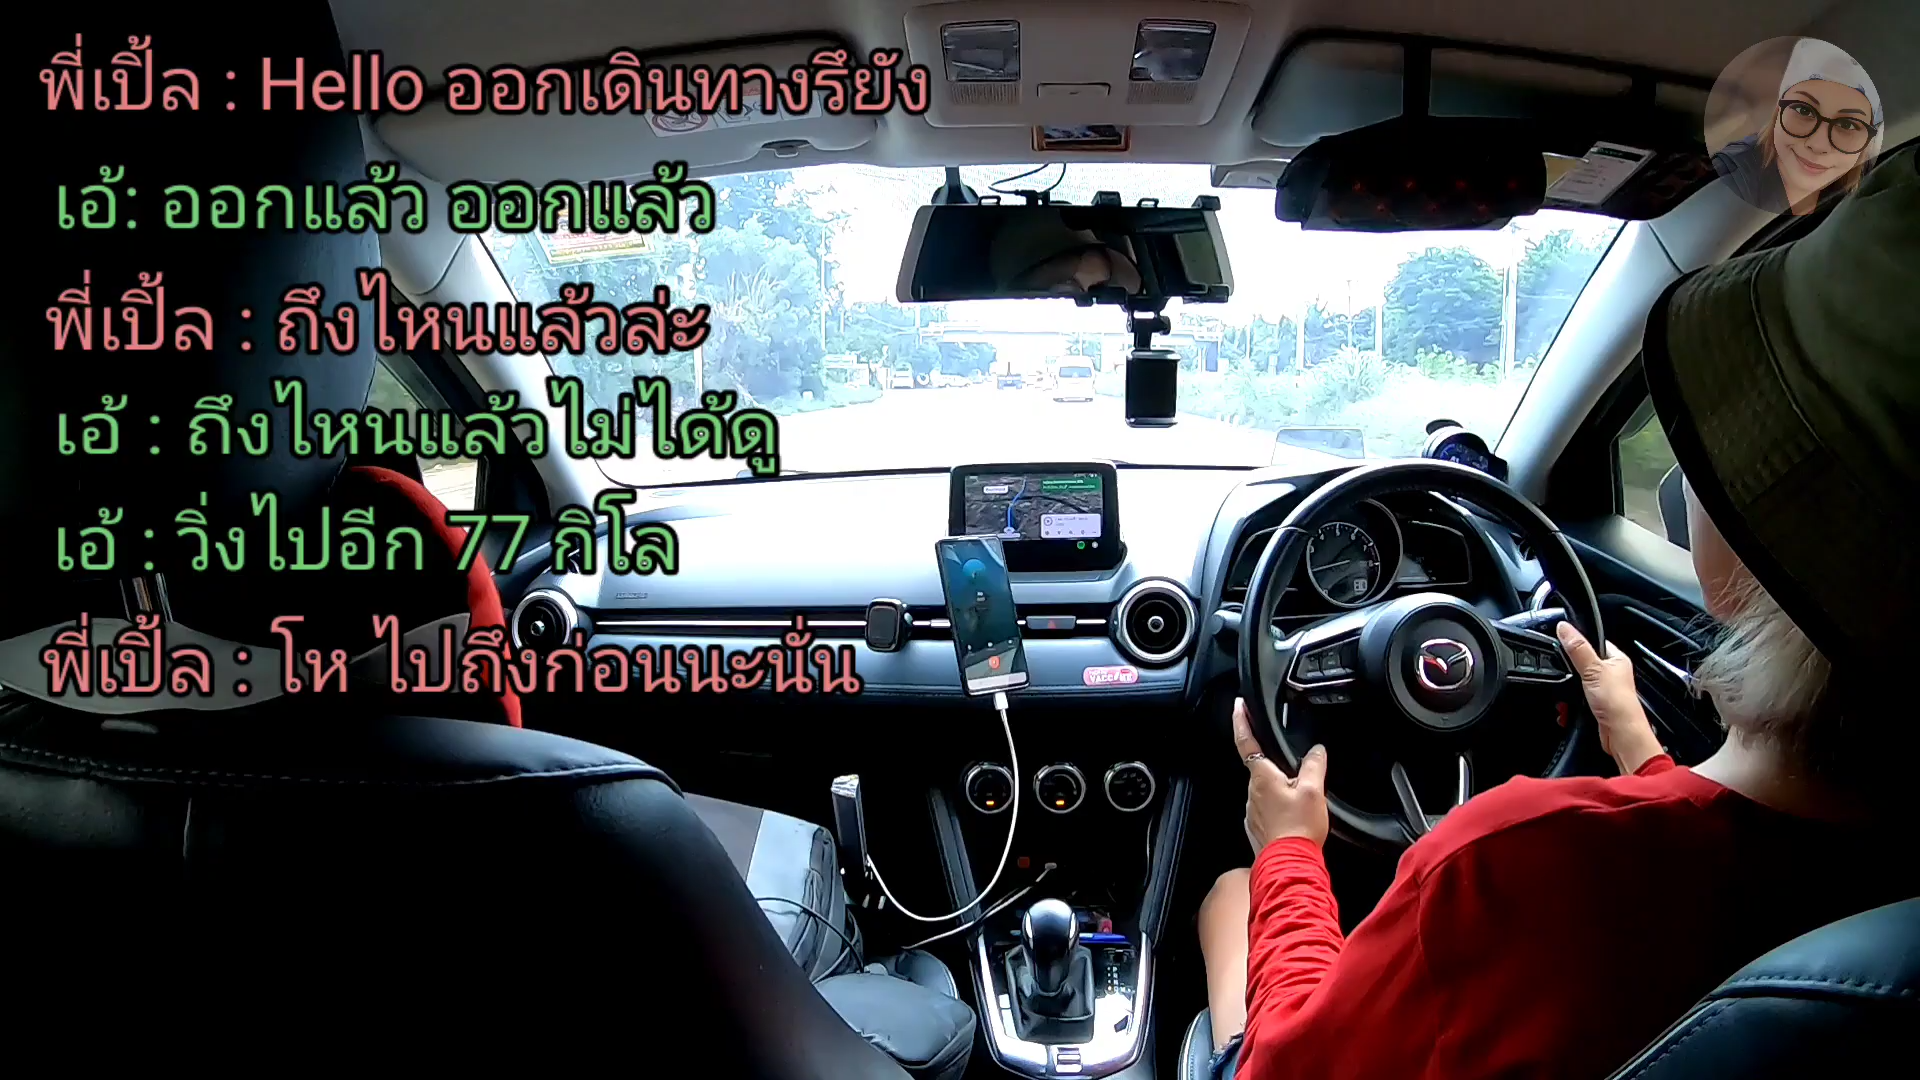 พี่เปิ้ล : Hello ออกเดินทางรึยัง
เอ้: ออกแล้ว ออกแล้ว
พี่เปิ้ล : ถึงไหนแล้วล่ะ
เอ้ : ถึงไหนแล้วไม่ได้ดู
เอ้ : วิ่งไปอีก 77 กิโล
พี่เปิ้ล : โห ไปถึงก่อนนะนั่น
VACC